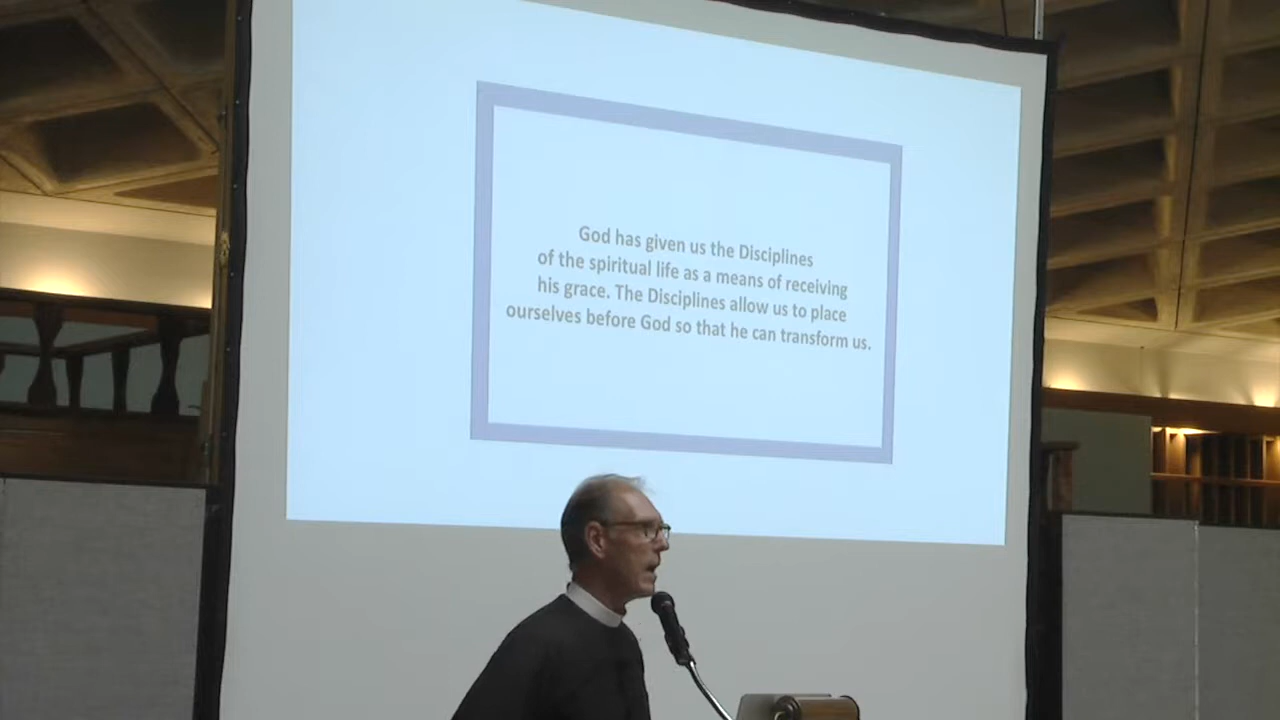 God has given us the Disciplines
of the spiritual life as a means of receiving
his grace. The Disciplines allow us to place
ourselves before God so that he can transform us.